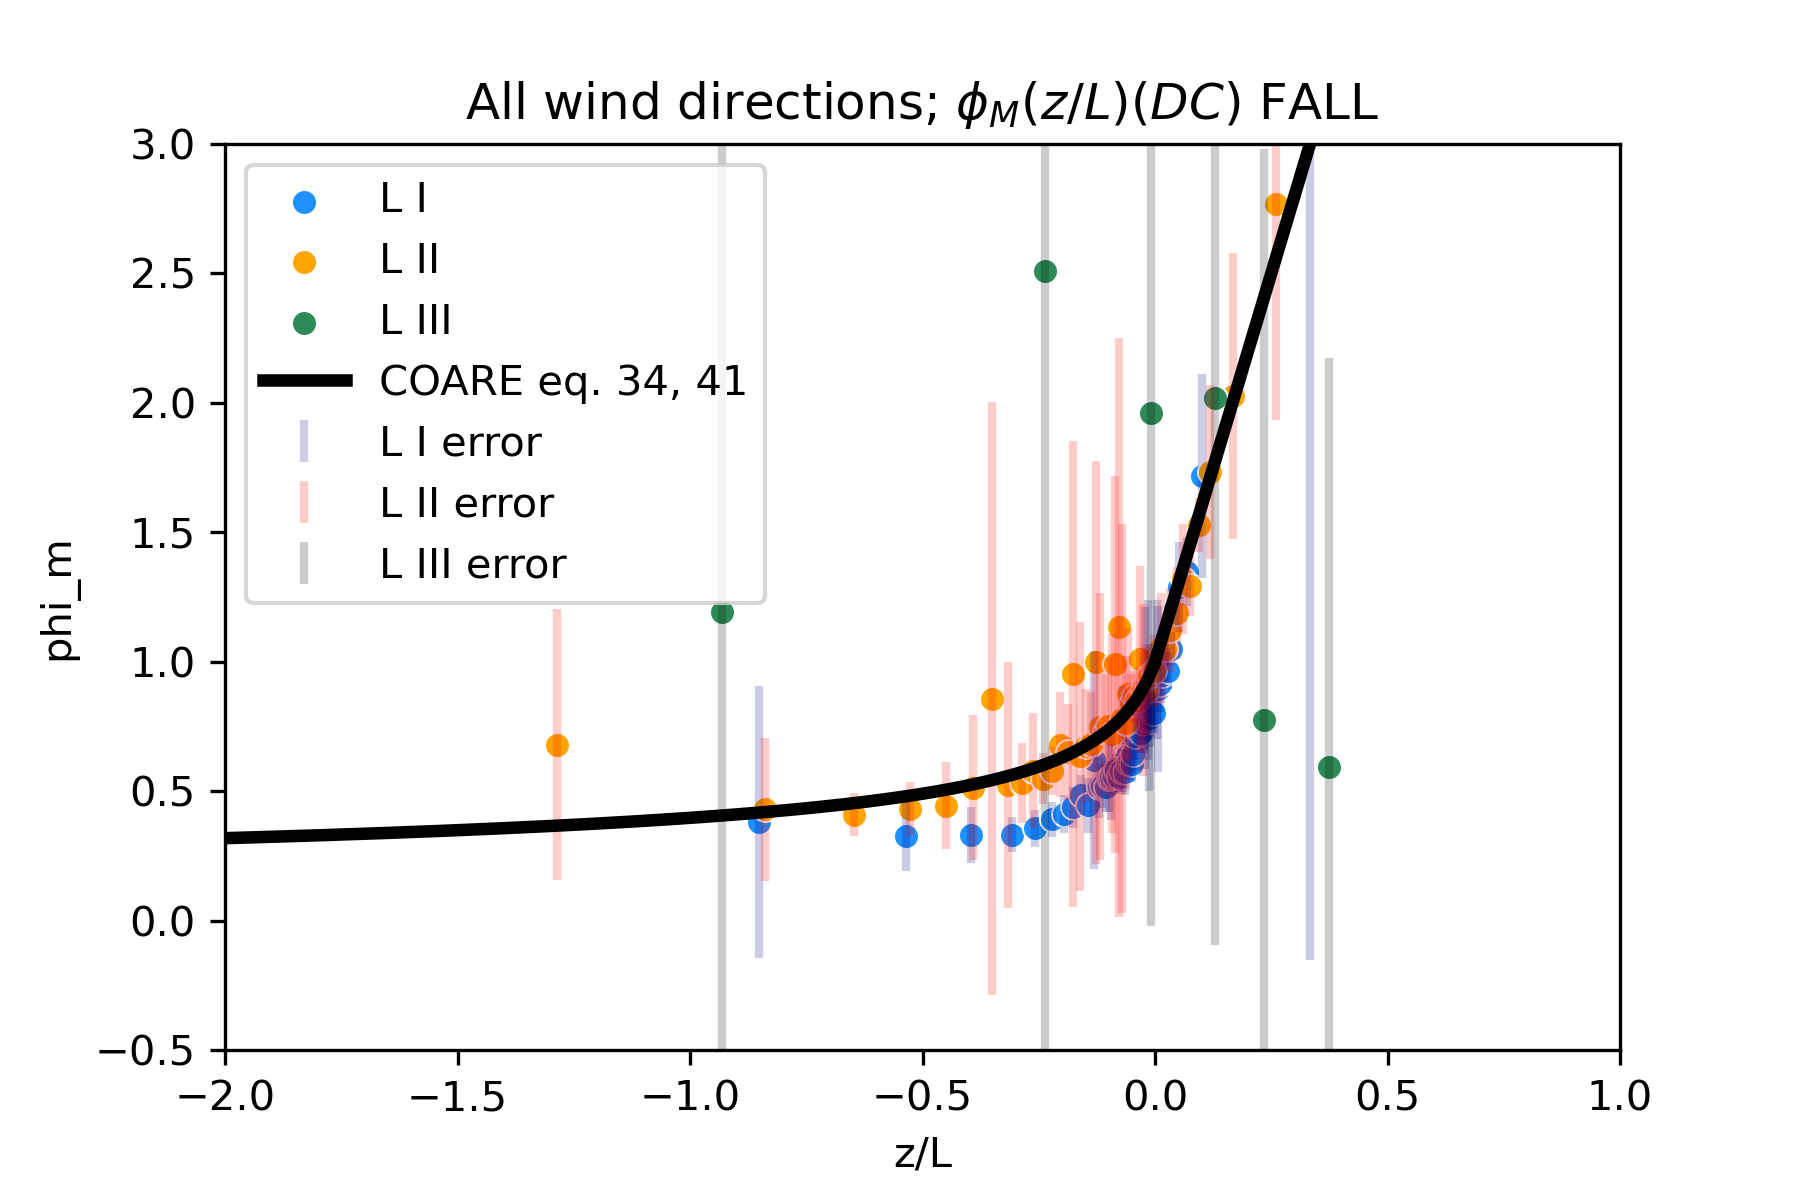 All wind directions; ϕ_M(z/L)(DC) FALL
3.0
2.5
2.0
1.5
1.0
0.5
0.0
−0.5
phi_m
L I
L II
L III
COARE eq. 34, 41
L I error
L II error
L III error
−2.0 −1.5 −1.0 −0.5 0.0 0.5 1.0
z/L